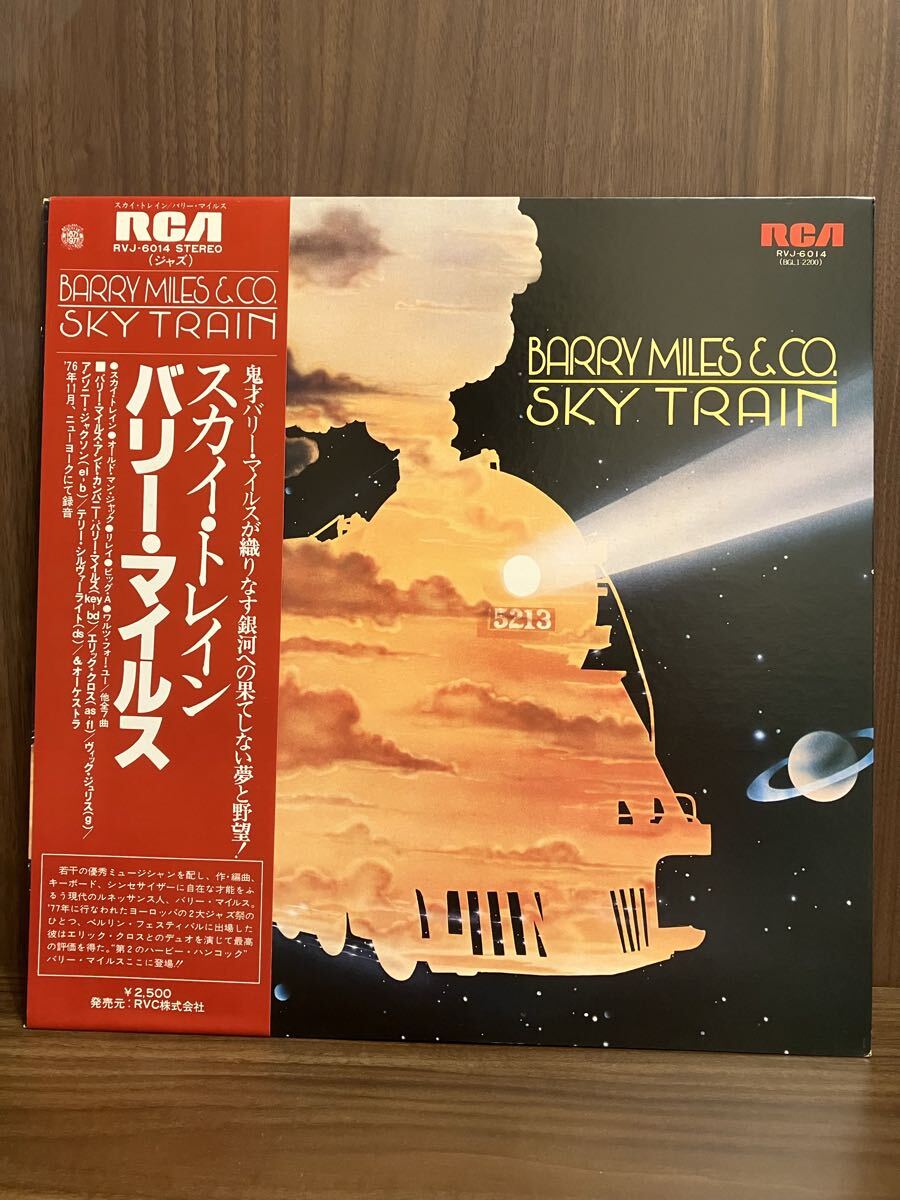 スカイ・トレイン/バリー・マイルス
RCA
RVJ-6014 STEREO
(ジャズ)
BARRY MILES & CO.
SKY TRAIN
鬼才バリー・マイルスが織りなす銀河への果てしない夢と野望!
スカイ・トレイン
バリー・マイルス
●スカイ・トレイン●オールド・マン・ジャック●リレイ●ビッグ・A●ワルツ・フォー・ユー/他全7曲
■バリー・マイルス・アンド・カンパニー:バリー・マイルス(key-bd)/エリック・クロス(as-fl)/ヴィック・ジュリス(g)/
アンソニー・ジャクソン(el-b)/テリー・シルヴァーライト(ds)/&オーケストラ
'76年11月、ニューヨークにて録音
若干の優秀ミュージシャンを配し、作・編曲、
キーボード、シンセサイザーに自在な才能をふ
るう現代のルネッサンス人、バリー・マイルス。
'77年に行なわれたヨーロッパの2大ジャズ祭の
ひとつ、ベルリン・フェスティバルに出場した
彼はエリック・クロスとのデュオを演じて最高
の評価を得た。"第2のハービー・ハンコック"
バリー・マイルスここに登場!!
¥2,500
発売元:RVC株式会社
RCA
RVJ-6014
(BGL1-2200)
BARRY MILES & CO.
SKY TRAIN
5213